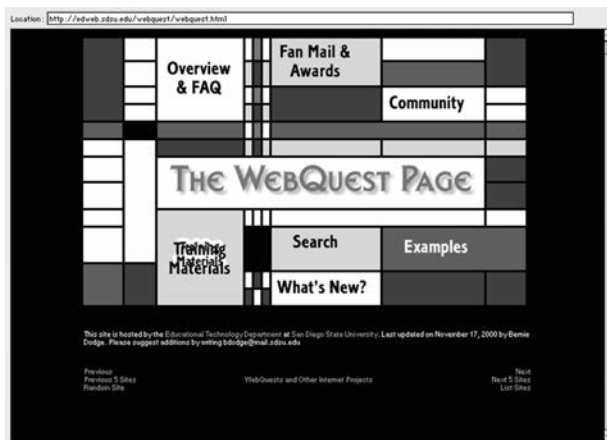 Location: http://edweb.sdsu.edu/webquest/webquest.html
Overview
& FAQ
Fan Mail &
Awards
Community
THE WEBQUEST PAGE
Training
Materials
Search
Examples
What's New?
This site is hosted by the Educational Technology Department at San Diego State University. Last updated on November 17, 2000 by Bernie
Dodge. Please suggest additions by writing bdodge@mail.sdsu.edu
Previous
Previous 5 Sites
Random Site
WebQuests and Other Internet Projects
Next
Next 5 Sites
List Sites